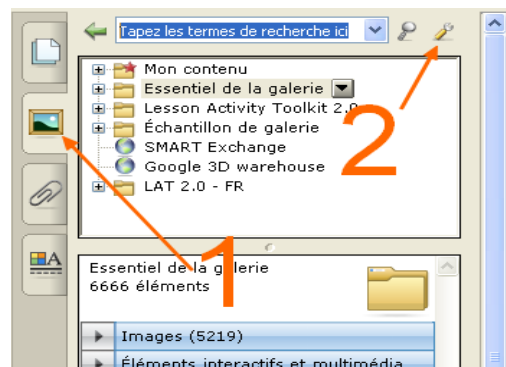 Tapez les termes de recherche ici
Mon contenu
Essentiel de la galerie
Lesson Activity Toolkit 2.0
Échantillon de galerie
SMART Exchange
Google 3D warehouse
LAT 2.0 - FR
2
1
A
Essentiel de la galerie
6666 éléments
Images (5219)
Éléments interactifs et multimédia